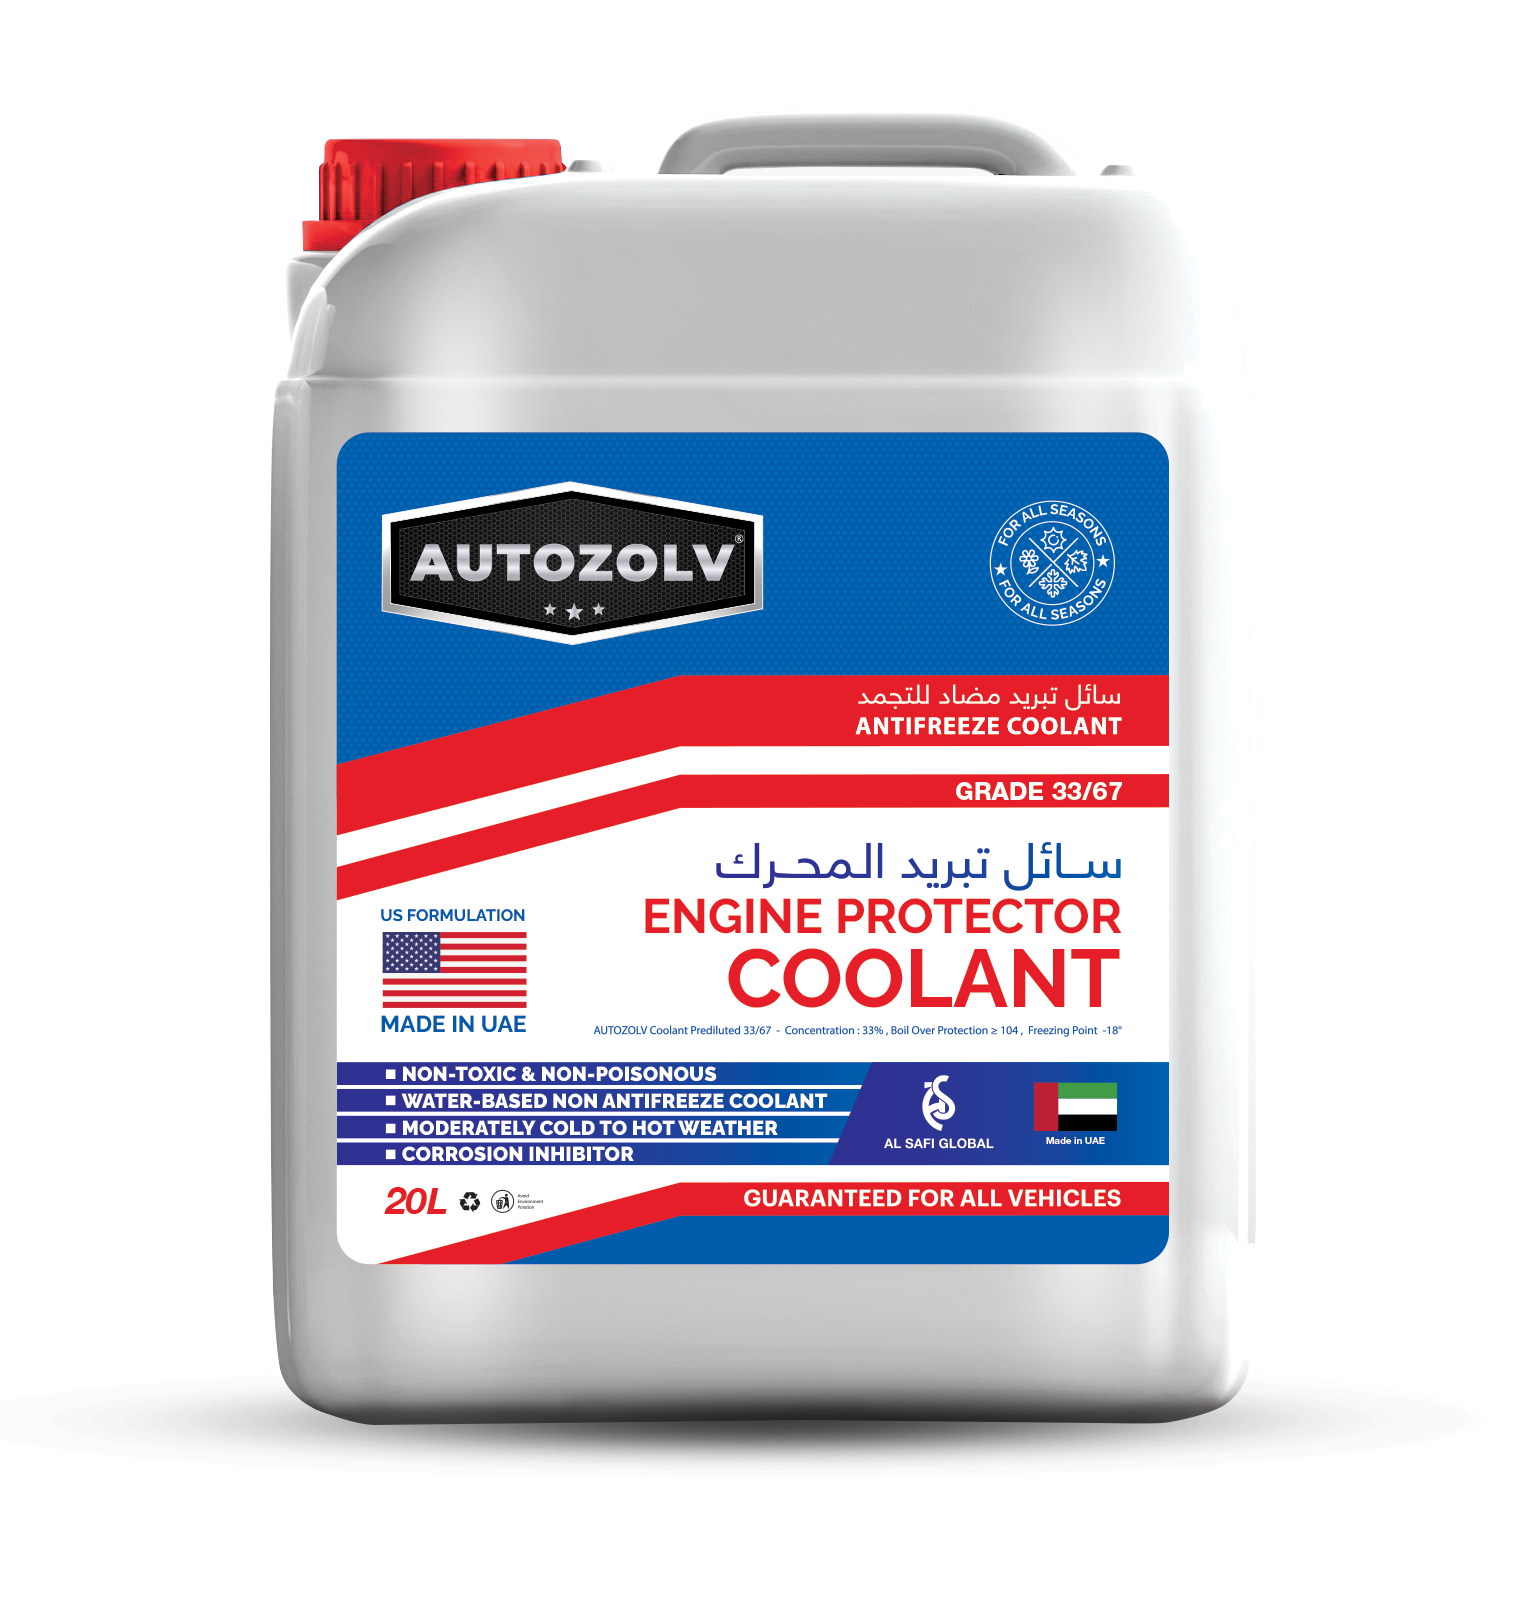 AUTOZOLV®
FOR ALL SEASONS
FOR ALL SEASONS
سائل تبريد مضاد للتجمد
ANTIFREEZE COOLANT
GRADE 33/67
سائل تبريد المحرك
ENGINE PROTECTOR
COOLANT
AUTOZOLV Coolant Prediluted 33/67 - Concentration : 33% , Boil Over Protection ≥ 104 , Freezing Point -18°
US FORMULATION
MADE IN UAE
NON-TOXIC & NON-POISONOUS
WATER-BASED NON ANTIFREEZE COOLANT
MODERATELY COLD TO HOT WEATHER
CORROSION INHIBITOR
AL SAFI GLOBAL
Made in UAE
20L
Avoid
Environment
Polution
GUARANTEED FOR ALL VEHICLES